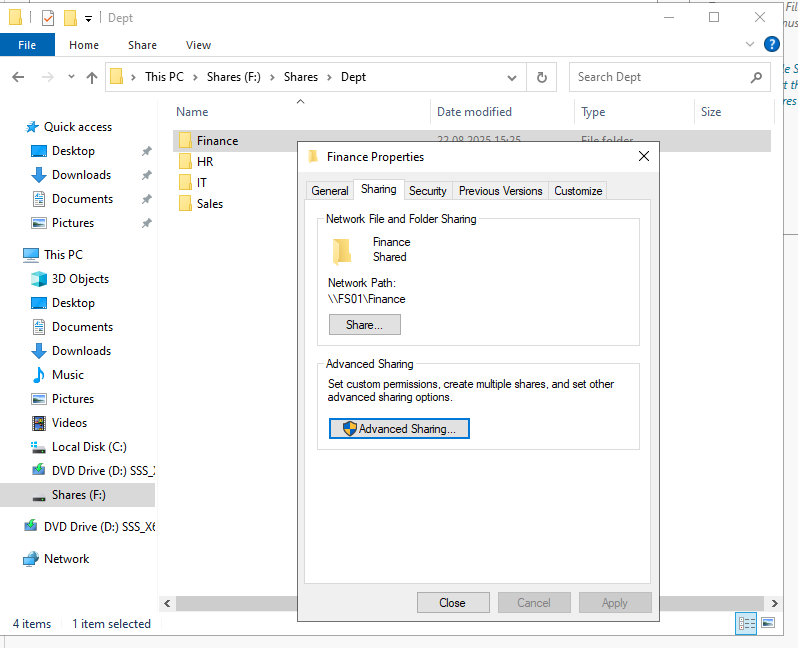 Dept
File Home Share View
This PC Shares (F:) Shares Dept
Search Dept
Name Date modified Type Size
Quick access
Desktop
Downloads
Documents
Pictures
This PC
3D Objects
Desktop
Documents
Downloads
Music
Pictures
Videos
Local Disk (C:)
DVD Drive (D:) SSS_X
Shares (F:)
DVD Drive (D:) SSS_X6
Network
Finance 22.08.2025 15:25 File folder
HR
IT
Sales
Finance Properties
General Sharing Security Previous Versions Customize
Network File and Folder Sharing
Finance
Shared
Network Path:
\\FS01\Finance
Share...
Advanced Sharing
Set custom permissions, create multiple shares, and set other
advanced sharing options.
Advanced Sharing...
Close Cancel Apply
4 items 1 item selected